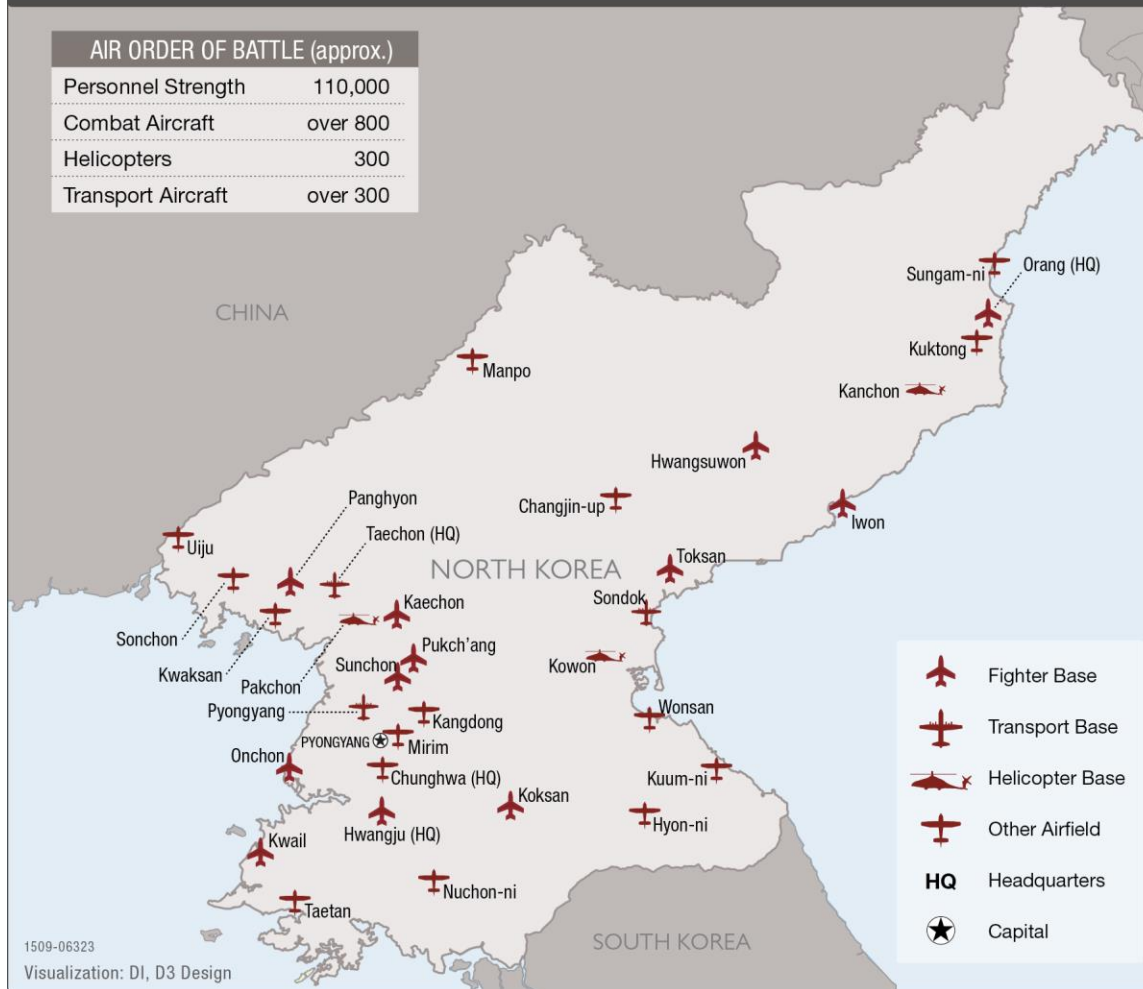 AIR ORDER OF BATTLE (approx.)
Personnel Strength 110,000
Combat Aircraft over 800
Helicopters 300
Transport Aircraft over 300
CHINA
Sungam-ni
Orang (HQ)
Kuktong
Manpo
Kanchon
Hwangsuwon
Panghyon
Changjin-up
Iwon
Taechon (HQ)
Uiju
Toksan
NORTH KOREA
Kaechon
Sondok
Sonchon
Pukch'ang
Kwaksan
Sunchon
Kowon
Pakchon
Pyongyang
Kangdong
Wonsan
PYONGYANG
Mirim
Onchon
Chunghwa (HQ)
Kuum-ni
Koksan
Hyon-ni
Hwangju (HQ)
Kwail
Nuchon-ni
Taetan
SOUTH KOREA
Fighter Base
Transport Base
Helicopter Base
Other Airfield
HQ Headquarters
Capital
1509-06323
Visualization: DI, D3 Design